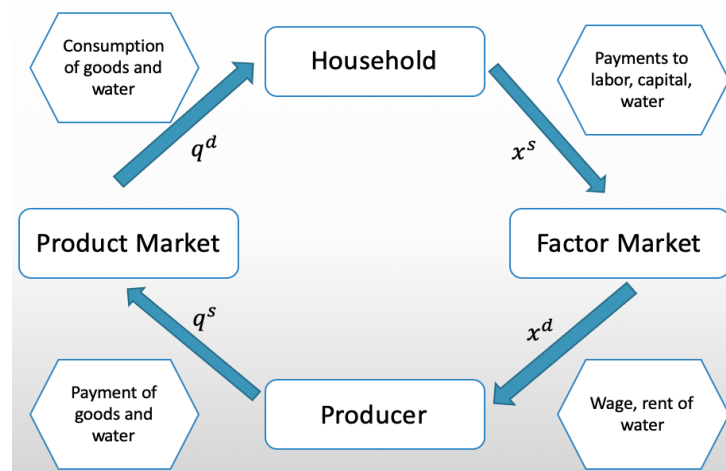 Consumption
of goods and
water
Household
Payments to
labor, capital,
water
q^d
x^s
Product Market
Factor Market
q^s
x^d
Payment of
goods and
water
Producer
Wage, rent of
water